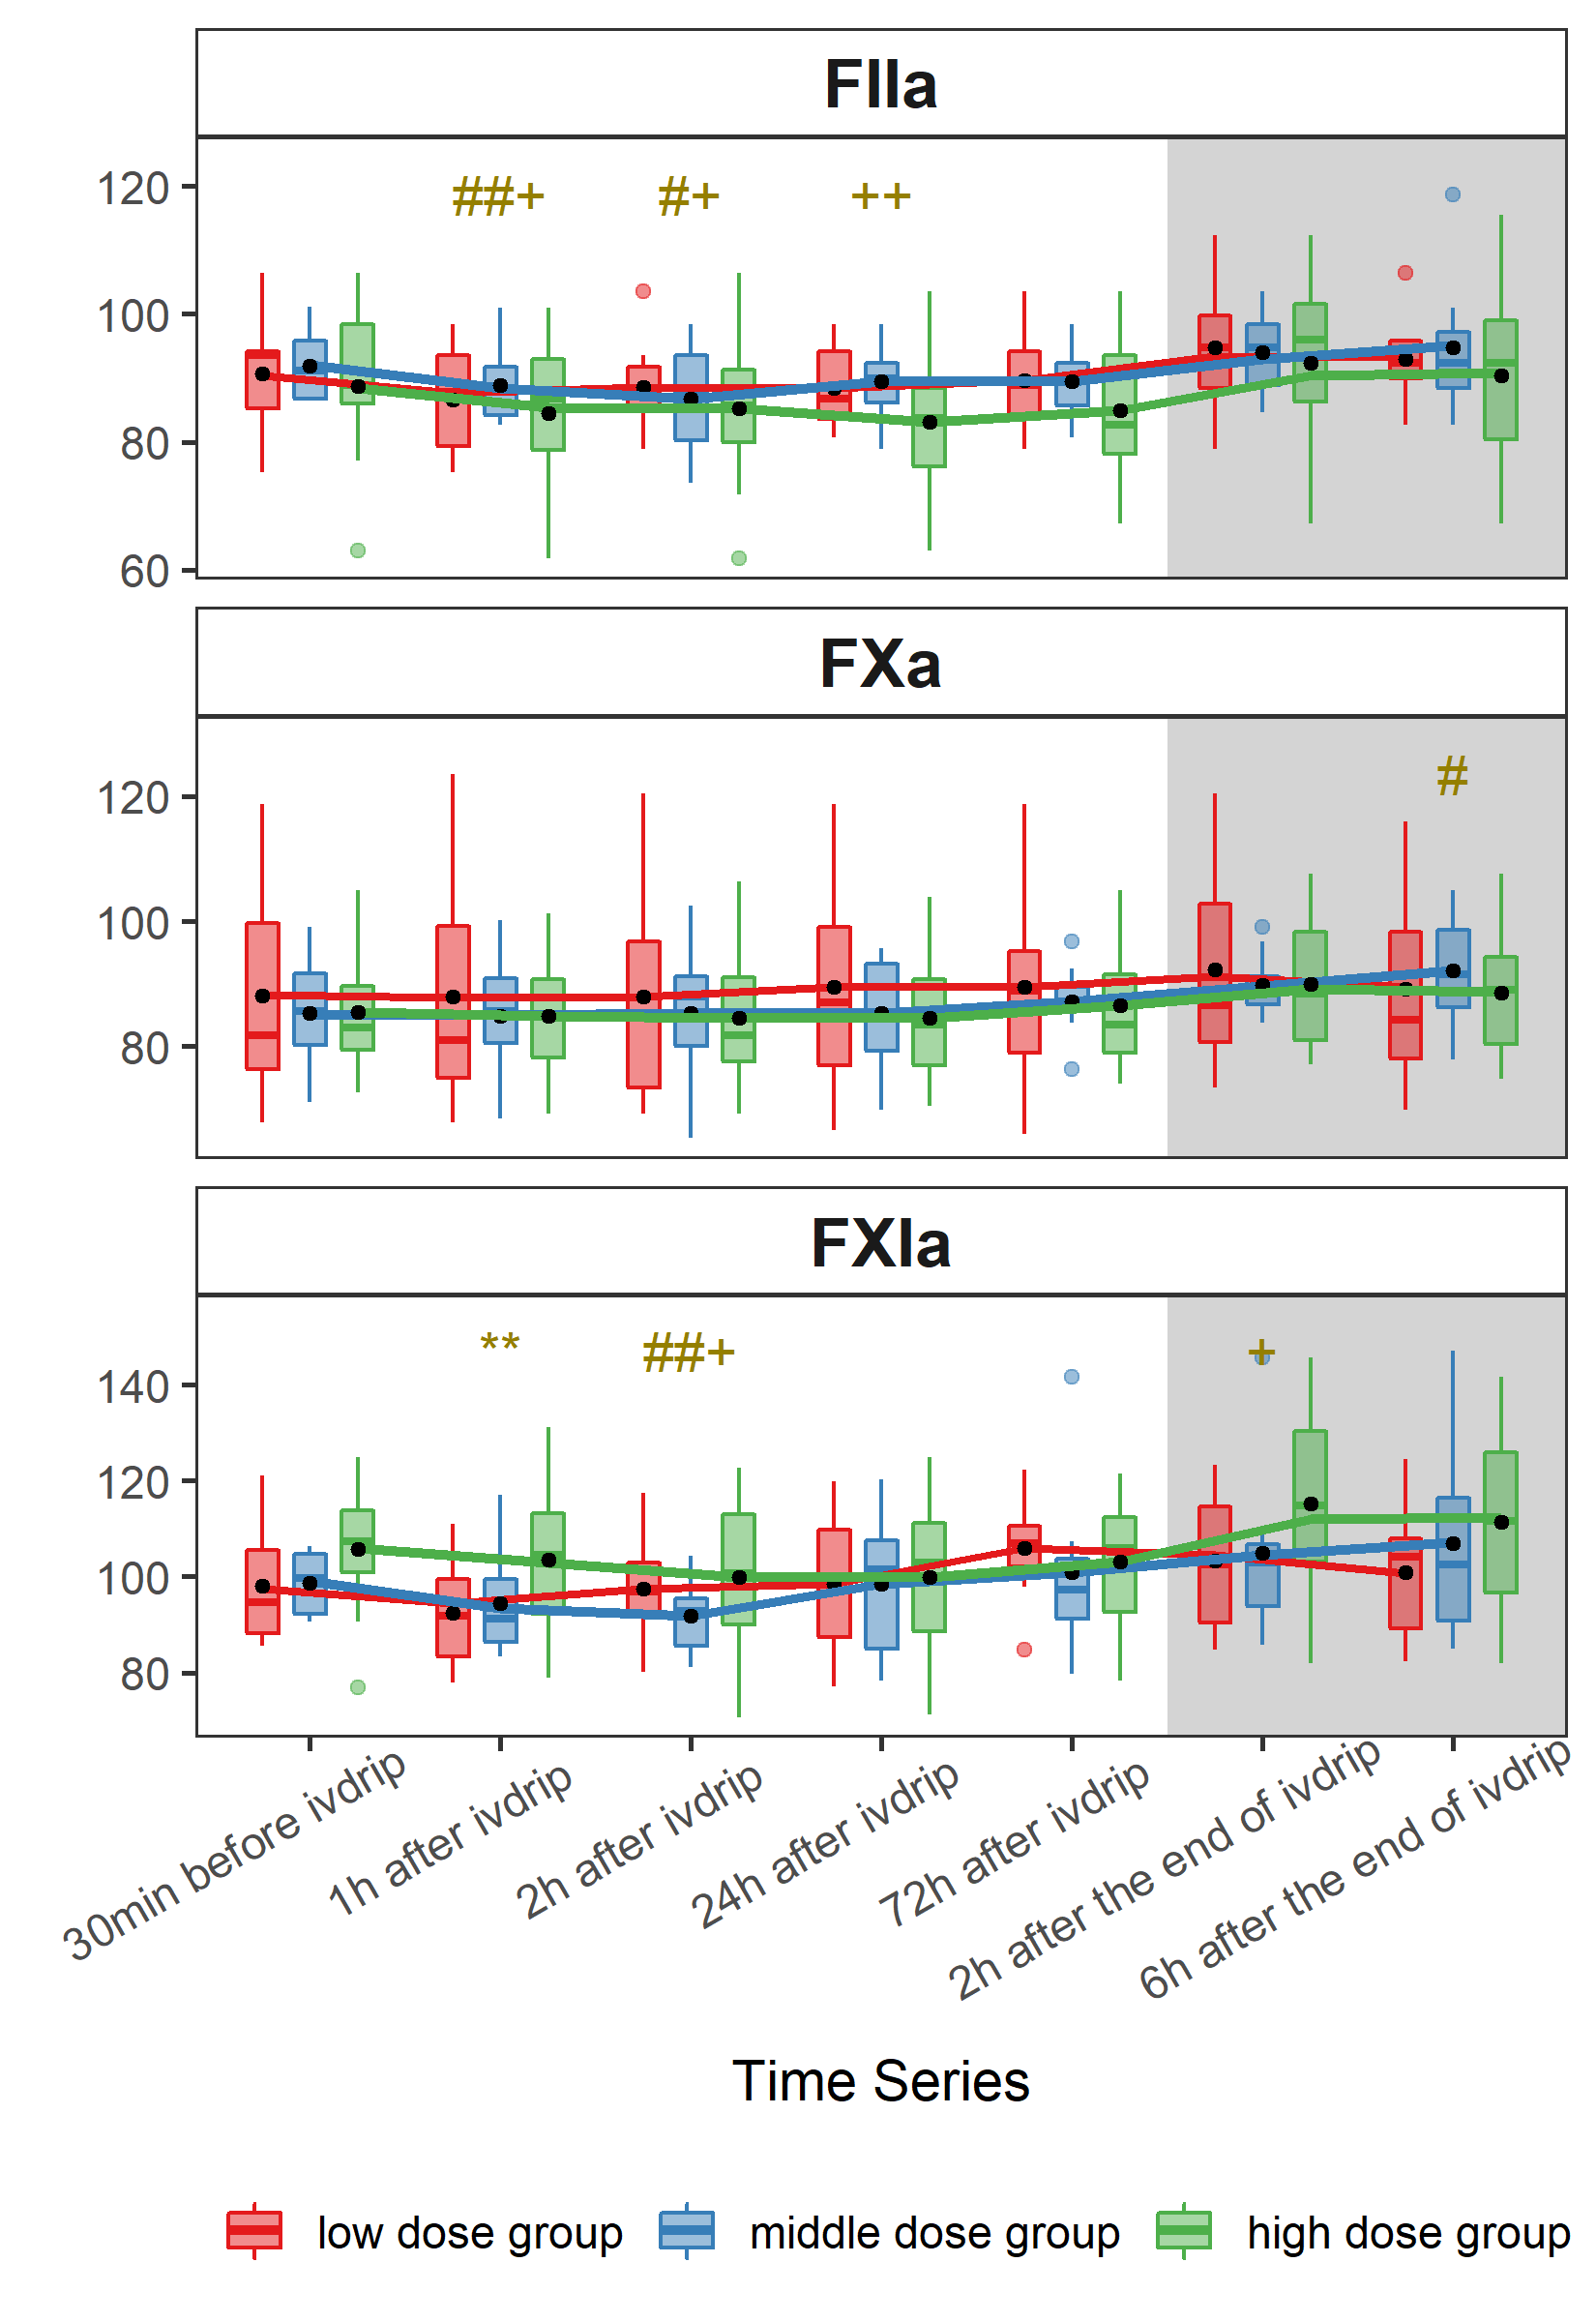 FIIa
##+ #+ ++
120
100
80
60
FXa
#
120
100
80
FXIa
** ##+ +
140
120
100
80
30min before ivdrip
1h after ivdrip
2h after ivdrip
24h after ivdrip
72h after ivdrip
2h after the end of ivdrip
6h after the end of ivdrip
Time Series
low dose group middle dose group high dose group